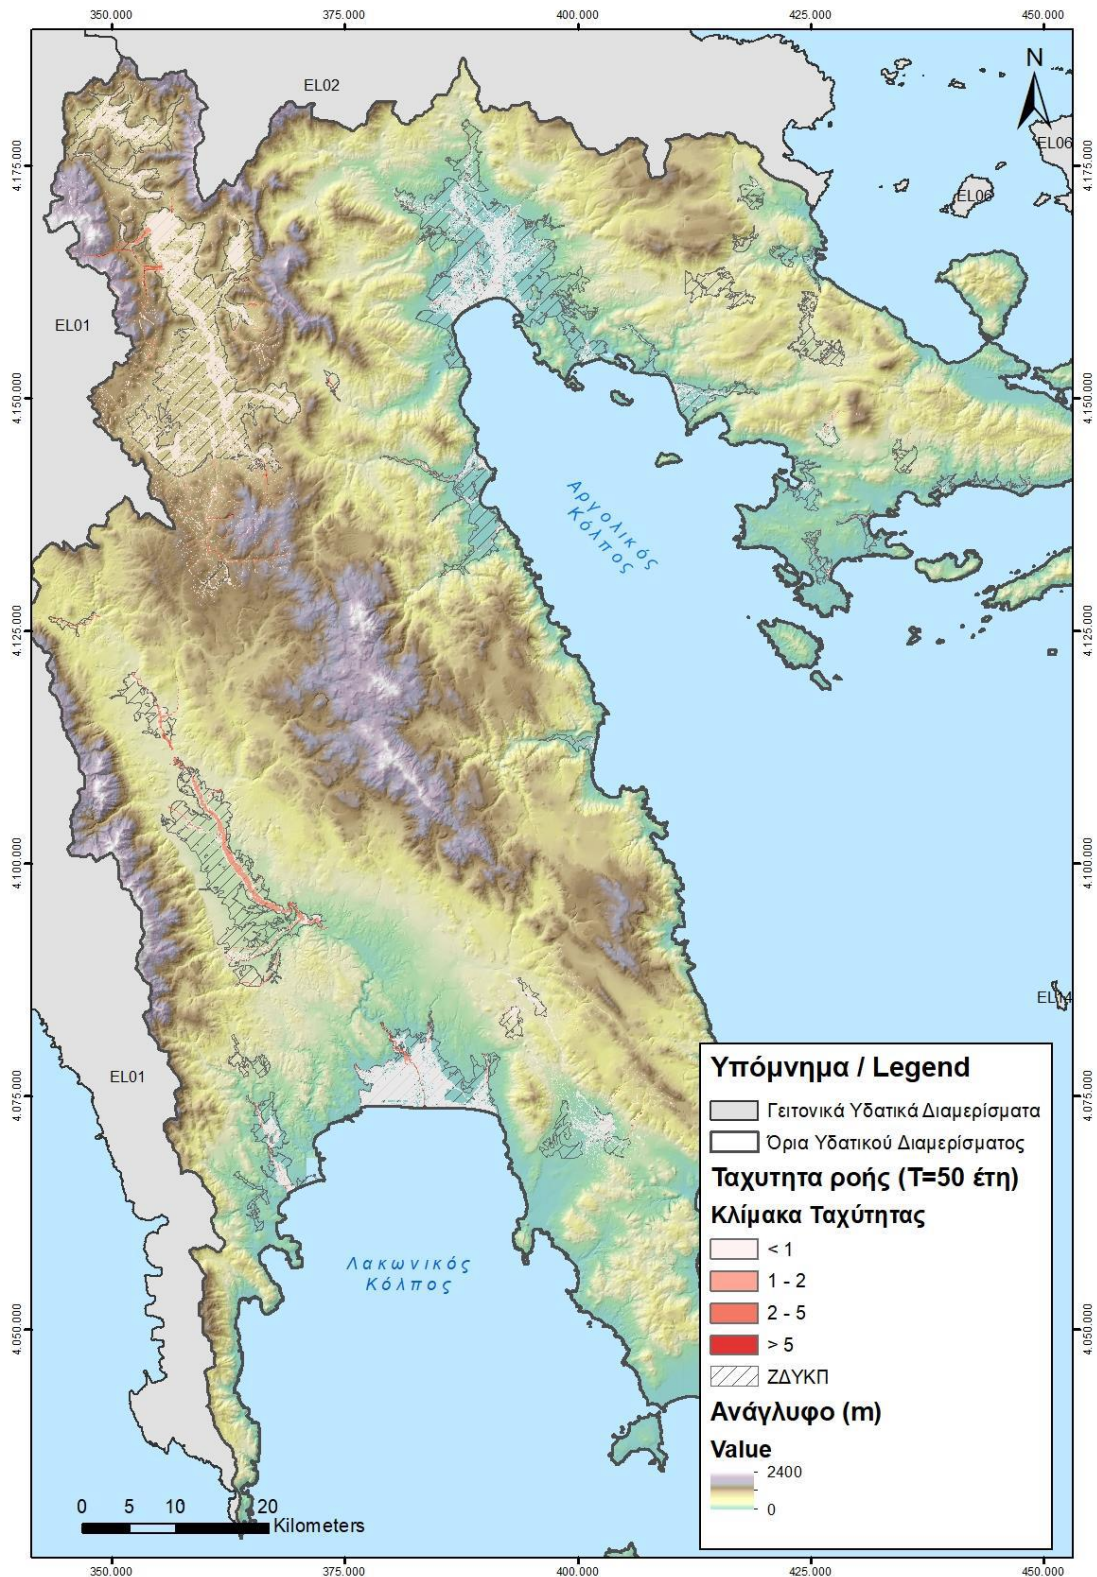 350.000 375.000 400.000 425.000 450.000
N
EL02
EL06
4.175.000 4.175.000
EL06
EL01
4.150.000 4.150.000
Αργολικός
Κόλπος
4.125.000 4.125.000
4.100.000 4.100.000
EL14
EL01
4.075.000 4.075.000
Λακωνικός
Κόλπος
4.050.000 4.050.000
Υπόμνημα / Legend
Γειτονικά Υδατικά Διαμερίσματα
Όρια Υδατικού Διαμερίσματος
Ταχυτητα ροής (T=50 έτη)
Κλίμακα Ταχύτητας
< 1
1 - 2
2 - 5
> 5
ΖΔΥΚΠ
Ανάγλυφο (m)
Value
2400
0
0 5 10 20
Kilometers
350.000 375.000 400.000 425.000 450.000